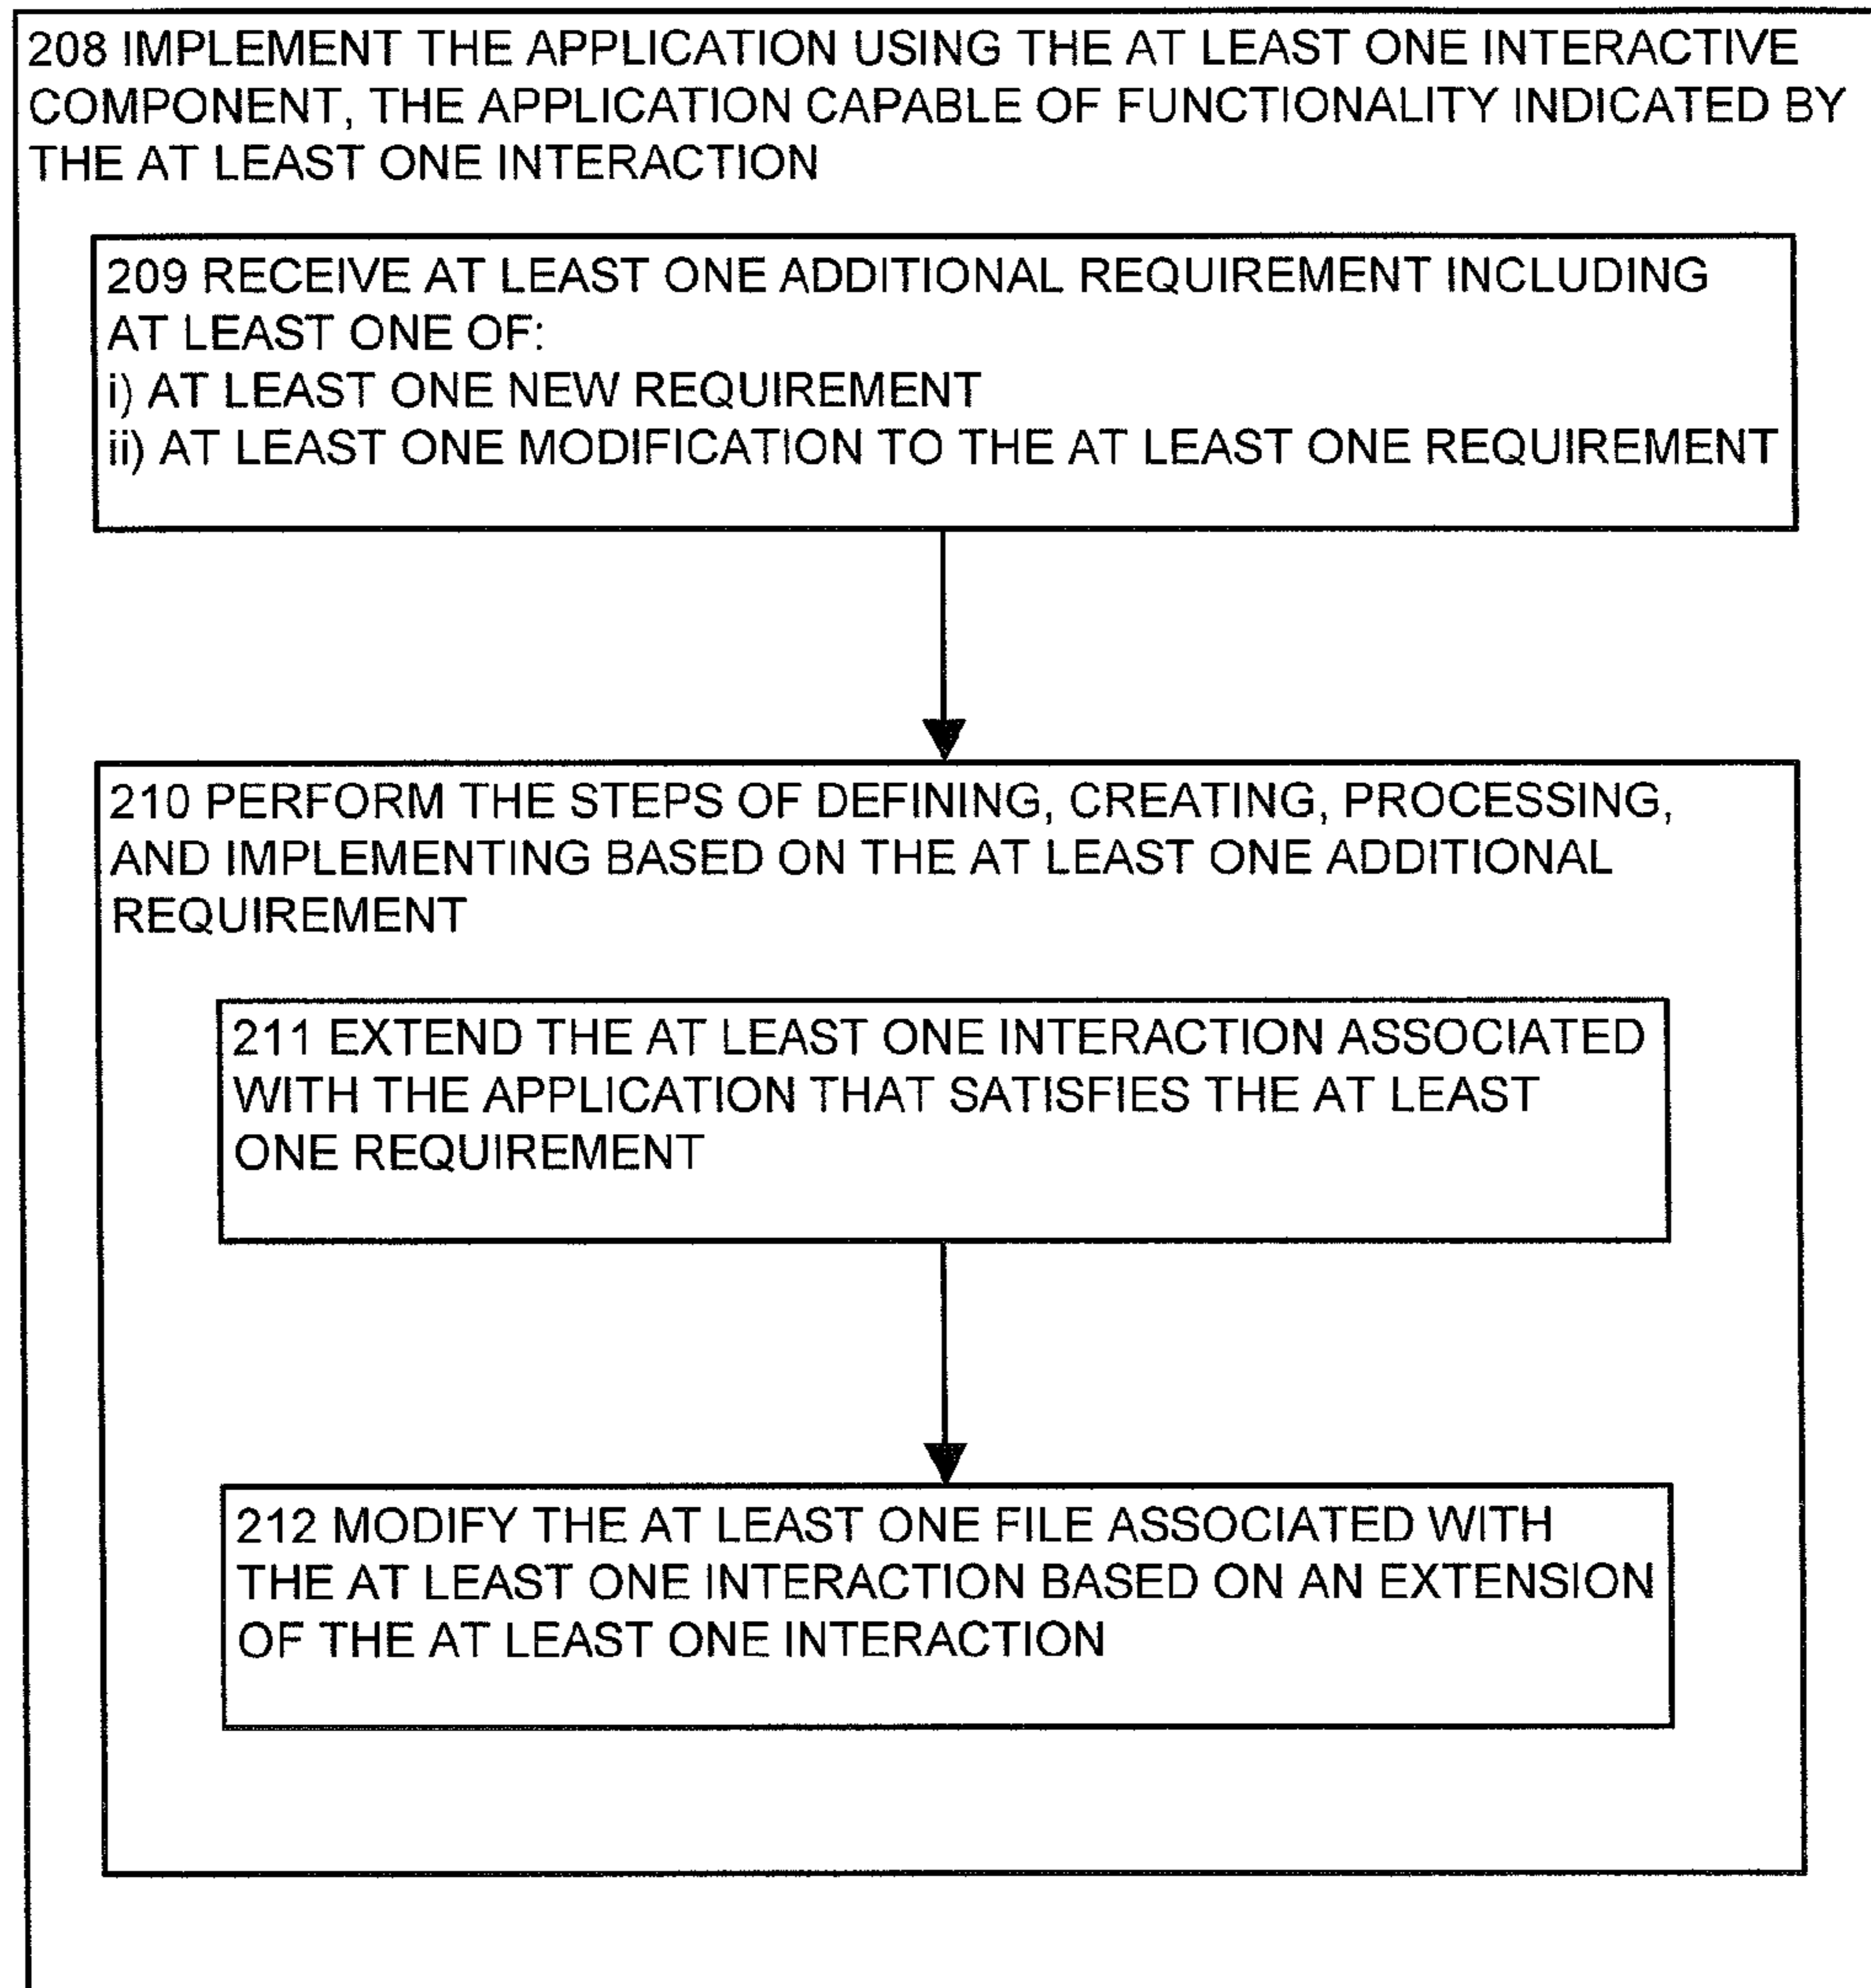 208 IMPLEMENT THE APPLICATION USING THE AT LEAST ONE INTERACTIVE
COMPONENT, THE APPLICATION CAPABLE OF FUNCTIONALITY INDICATED BY
THE AT LEAST ONE INTERACTION
209 RECEIVE AT LEAST ONE ADDITIONAL REQUIREMENT INCLUDING
AT LEAST ONE OF:
i) AT LEAST ONE NEW REQUIREMENT
ii) AT LEAST ONE MODIFICATION TO THE AT LEAST ONE REQUIREMENT
210 PERFORM THE STEPS OF DEFINING, CREATING, PROCESSING,
AND IMPLEMENTING BASED ON THE AT LEAST ONE ADDITIONAL
REQUIREMENT
211 EXTEND THE AT LEAST ONE INTERACTION ASSOCIATED
WITH THE APPLICATION THAT SATISFIES THE AT LEAST
ONE REQUIREMENT
212 MODIFY THE AT LEAST ONE FILE ASSOCIATED WITH
THE AT LEAST ONE INTERACTION BASED ON AN EXTENSION
OF THE AT LEAST ONE INTERACTION